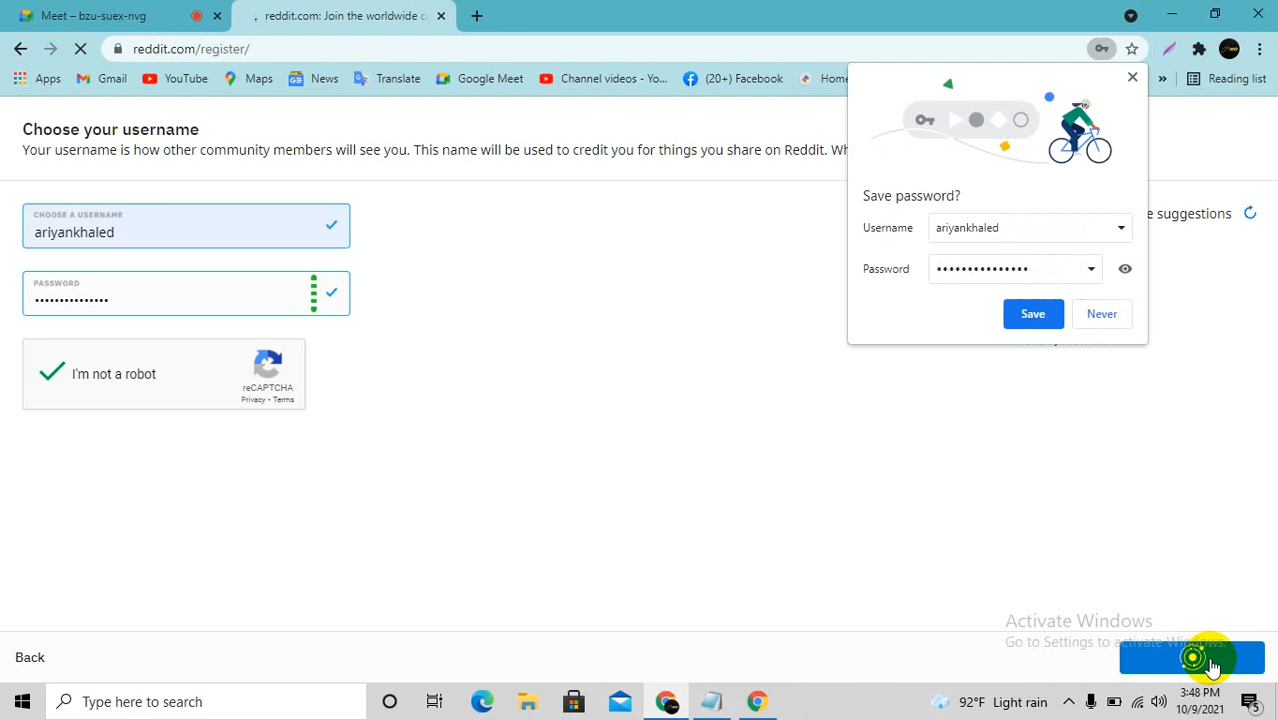 Meet – bzu-suex-nvg
reddit.com: Join the worldwide c
reddit.com/register/
Apps
Gmail
YouTube
Maps
News
Translate
Google Meet
Channel videos - Yo...
(20+) Facebook
Home
»
Reading list
Choose your username
Your username is how other community members will see you. This name will be used to credit you for things you share on Reddit. Wh
CHOOSE A USERNAME
ariyankhaled
PASSWORD
•••••••••••••••
I'm not a robot
reCAPTCHA
Privacy • Terms
Save password?
Username
ariyankhaled
Password
•••••••••••••••
Save
Never
e suggestions
Back
Activate Windows
Go to Settings to activate Windows.
Type here to search
92°F Light rain
3:48 PM
10/9/2021
5